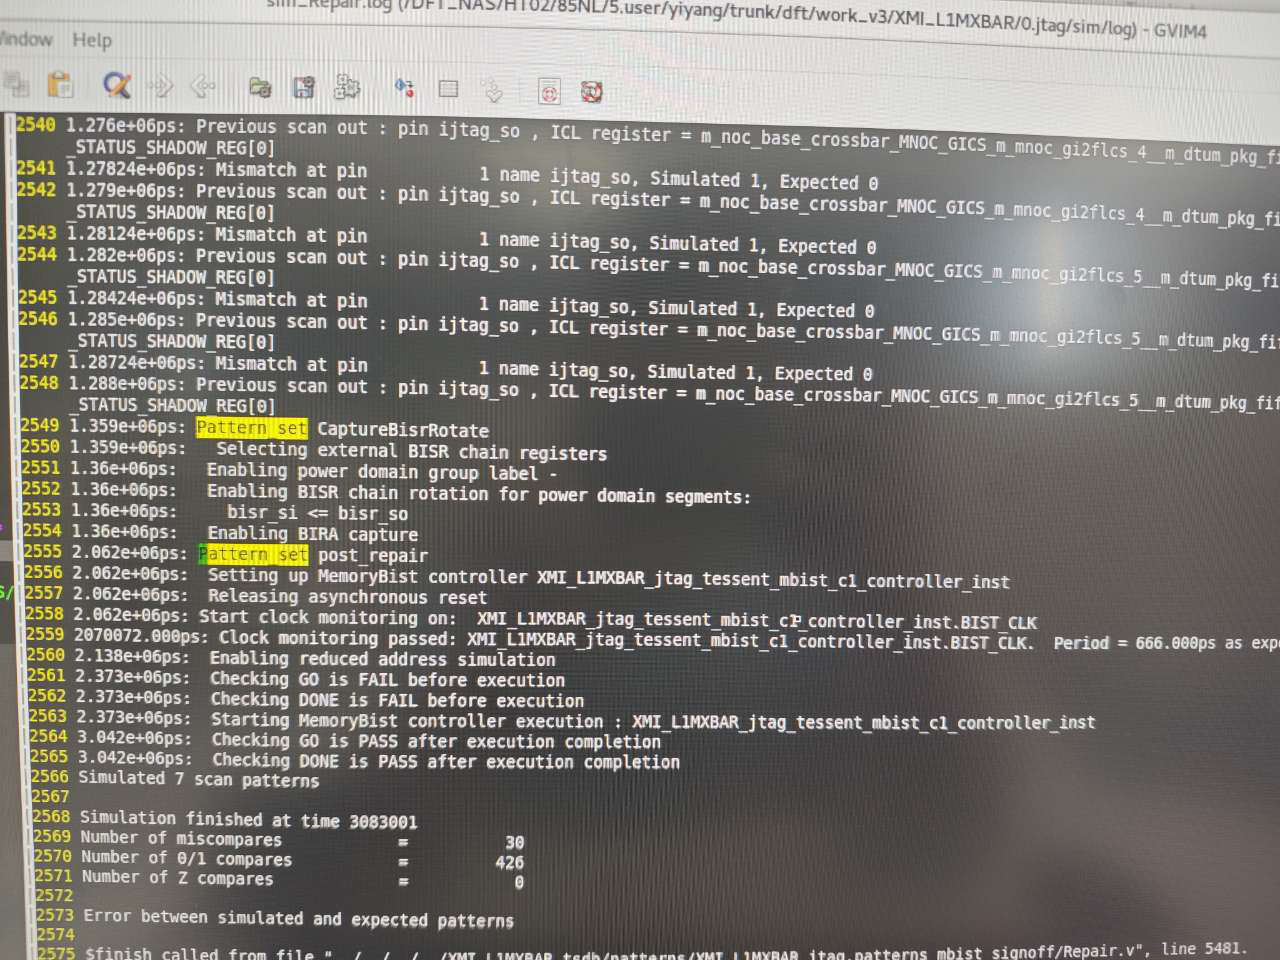 sim_Repair.log (/DFT_NAS/HT02/85NL/5.user/yiyang/trunk/dft/work_v3/XMI_L1MXBAR/0.jtag/sim/log) - GVIM4
Window Help
2540 1.276e+06ps: Previous scan out : pin ijtag_so , ICL register = m_noc_base_crossbar_MNOC_GICS_m_mnoc_gi2flcs_4__m_dtum_pkg_fif
_STATUS_SHADOW_REG[0]
2541 1.27824e+06ps: Mismatch at pin 1 name ijtag_so, Simulated 1, Expected 0
2542 1.279e+06ps: Previous scan out : pin ijtag_so , ICL register = m_noc_base_crossbar_MNOC_GICS_m_mnoc_gi2flcs_4__m_dtum_pkg_fi
_STATUS_SHADOW_REG[0]
2543 1.28124e+06ps: Mismatch at pin 1 name ijtag_so, Simulated 1, Expected 0
2544 1.282e+06ps: Previous scan out : pin ijtag_so , ICL register = m_noc_base_crossbar_MNOC_GICS_m_mnoc_gi2flcs_5__m_dtum_pkg_fi
_STATUS_SHADOW_REG[0]
2545 1.28424e+06ps: Mismatch at pin 1 name ijtag_so, Simulated 1, Expected 0
2546 1.285e+06ps: Previous scan out : pin ijtag_so , ICL register = m_noc_base_crossbar_MNOC_GICS_m_mnoc_gi2flcs_5__m_dtum_pkg_fif
_STATUS_SHADOW_REG[0]
2547 1.28724e+06ps: Mismatch at pin 1 name ijtag_so, Simulated 1, Expected 0
2548 1.288e+06ps: Previous scan out : pin ijtag_so , ICL register = m_noc_base_crossbar_MNOC_GICS_m_mnoc_gi2flcs_5__m_dtum_pkg_fif
_STATUS_SHADOW_REG[0]
2549 1.359e+06ps: Pattern set CaptureBisrRotate
2550 1.359e+06ps: Selecting external BISR chain registers
2551 1.36e+06ps: Enabling power domain group label -
2552 1.36e+06ps: Enabling BISR chain rotation for power domain segments:
2553 1.36e+06ps: bisr_si <= bisr_so
2554 1.36e+06ps: Enabling BIRA capture
2555 2.062e+06ps: Pattern set post_repair
2556 2.062e+06ps: Setting up MemoryBist controller XMI_L1MXBAR_jtag_tessent_mbist_c1_controller_inst
2557 2.062e+06ps: Releasing asynchronous reset
2558 2.062e+06ps: Start clock monitoring on: XMI_L1MXBAR_jtag_tessent_mbist_c1_controller_inst.BIST_CLK
2559 2070072.000ps: Clock monitoring passed: XMI_L1MXBAR_jtag_tessent_mbist_c1_controller_inst.BIST_CLK. Period = 666.000ps as expe
2560 2.138e+06ps: Enabling reduced address simulation
2561 2.373e+06ps: Checking GO is FAIL before execution
2562 2.373e+06ps: Checking DONE is FAIL before execution
2563 2.373e+06ps: Starting MemoryBist controller execution : XMI_L1MXBAR_jtag_tessent_mbist_c1_controller_inst
2564 3.042e+06ps: Checking GO is PASS after execution completion
2565 3.042e+06ps: Checking DONE is PASS after execution completion
2566 Simulated 7 scan patterns
2567
2568 Simulation finished at time 3083001
2569 Number of miscompares = 30
2570 Number of 0/1 compares = 426
2571 Number of Z compares = 0
2572
2573 Error between simulated and expected patterns
2574
2575 $finish called from file "../../../../XMI_L1MXBAR.tsdb/patterns/XMI_L1MXBAR_jtag.patterns_mbist_signoff/Repair.v", line 5481.